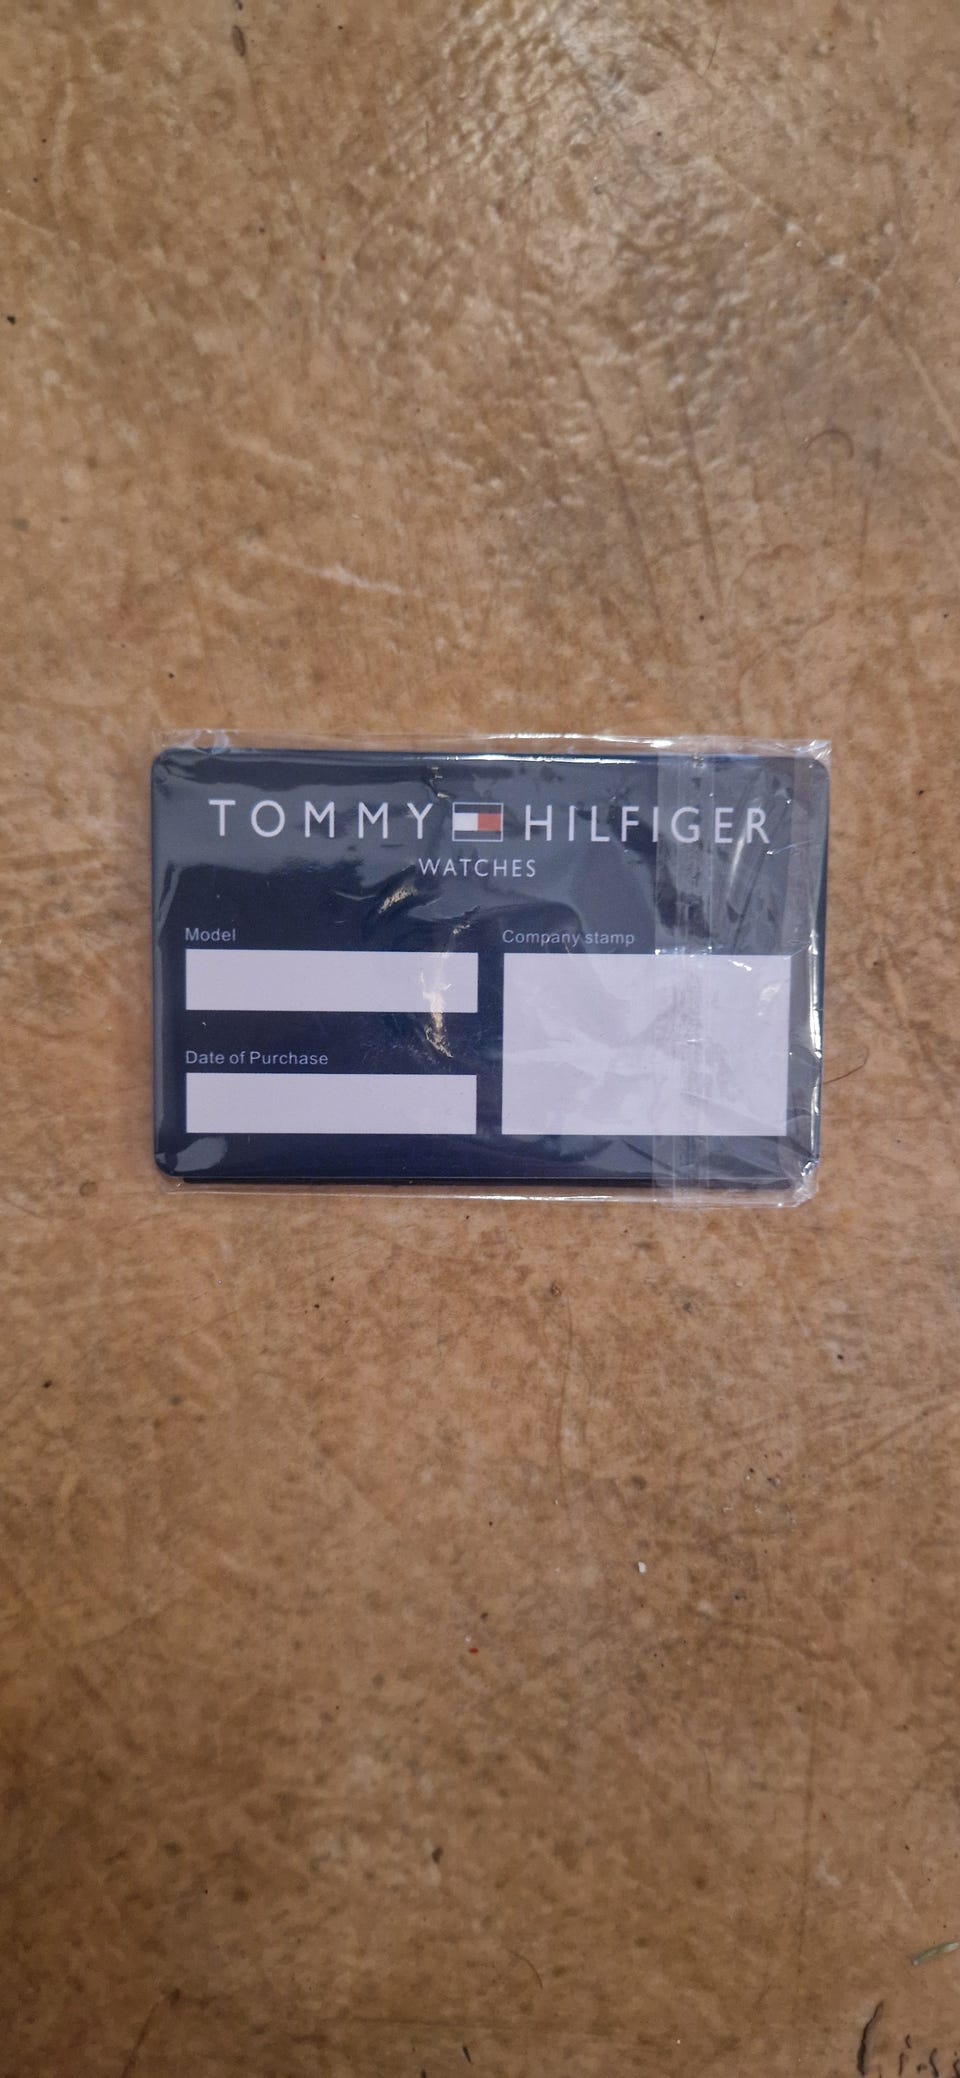 TOMMY HILFIGER
WATCHES
Model
Company stamp
Date of Purchase